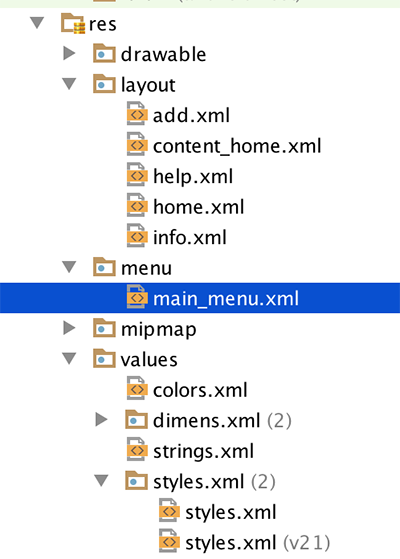 res
drawable
layout
add.xml
content_home.xml
help.xml
home.xml
info.xml
menu
main_menu.xml
mipmap
values
colors.xml
dimens.xml (2)
strings.xml
styles.xml (2)
styles.xml
styles.xml (v21)